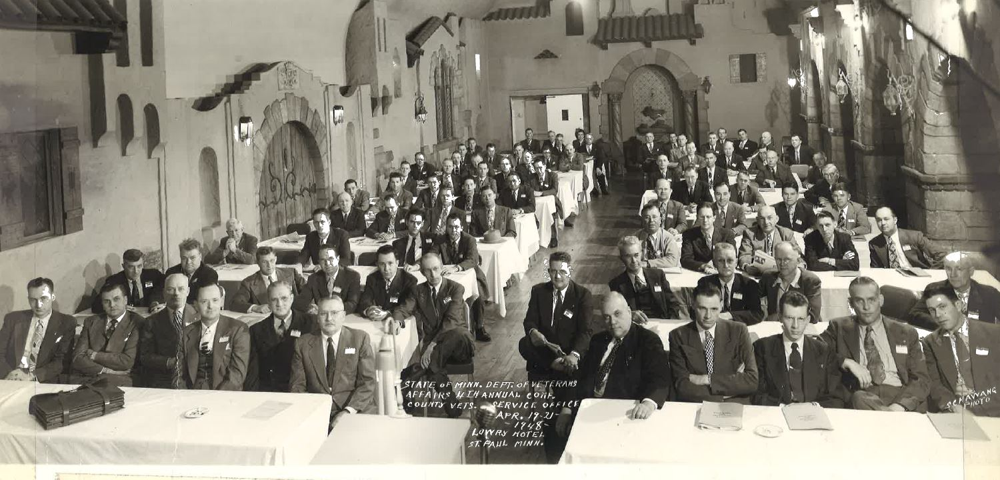 STATE OF MINN. DEPT. OF VETERANS
AFFAIRS 4TH ANNUAL CONF.
COUNTY VETS. SERVICE OFFICE
APR. 19-21-
-1948-
LOWRY HOTEL
ST. PAUL MINN.
SCHAWANG
PHOTO